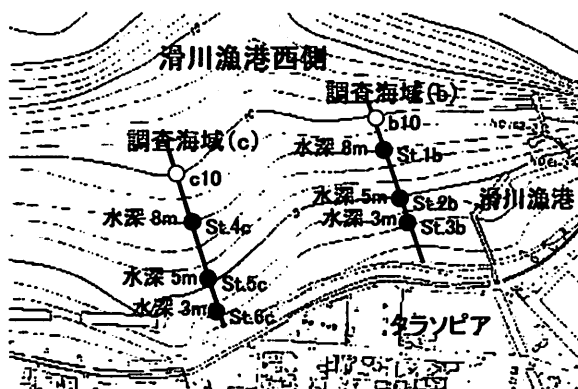 滑川漁港西側
調査海域(b)
b10
調査海域(c)
水深 8m
St.1b
c10
水深 5m
St.2b
滑川漁港
水深 3m
St.3b
水深 8m
St.4c
水深 5m
St.5c
水深 3m
St.6c
タラソピア